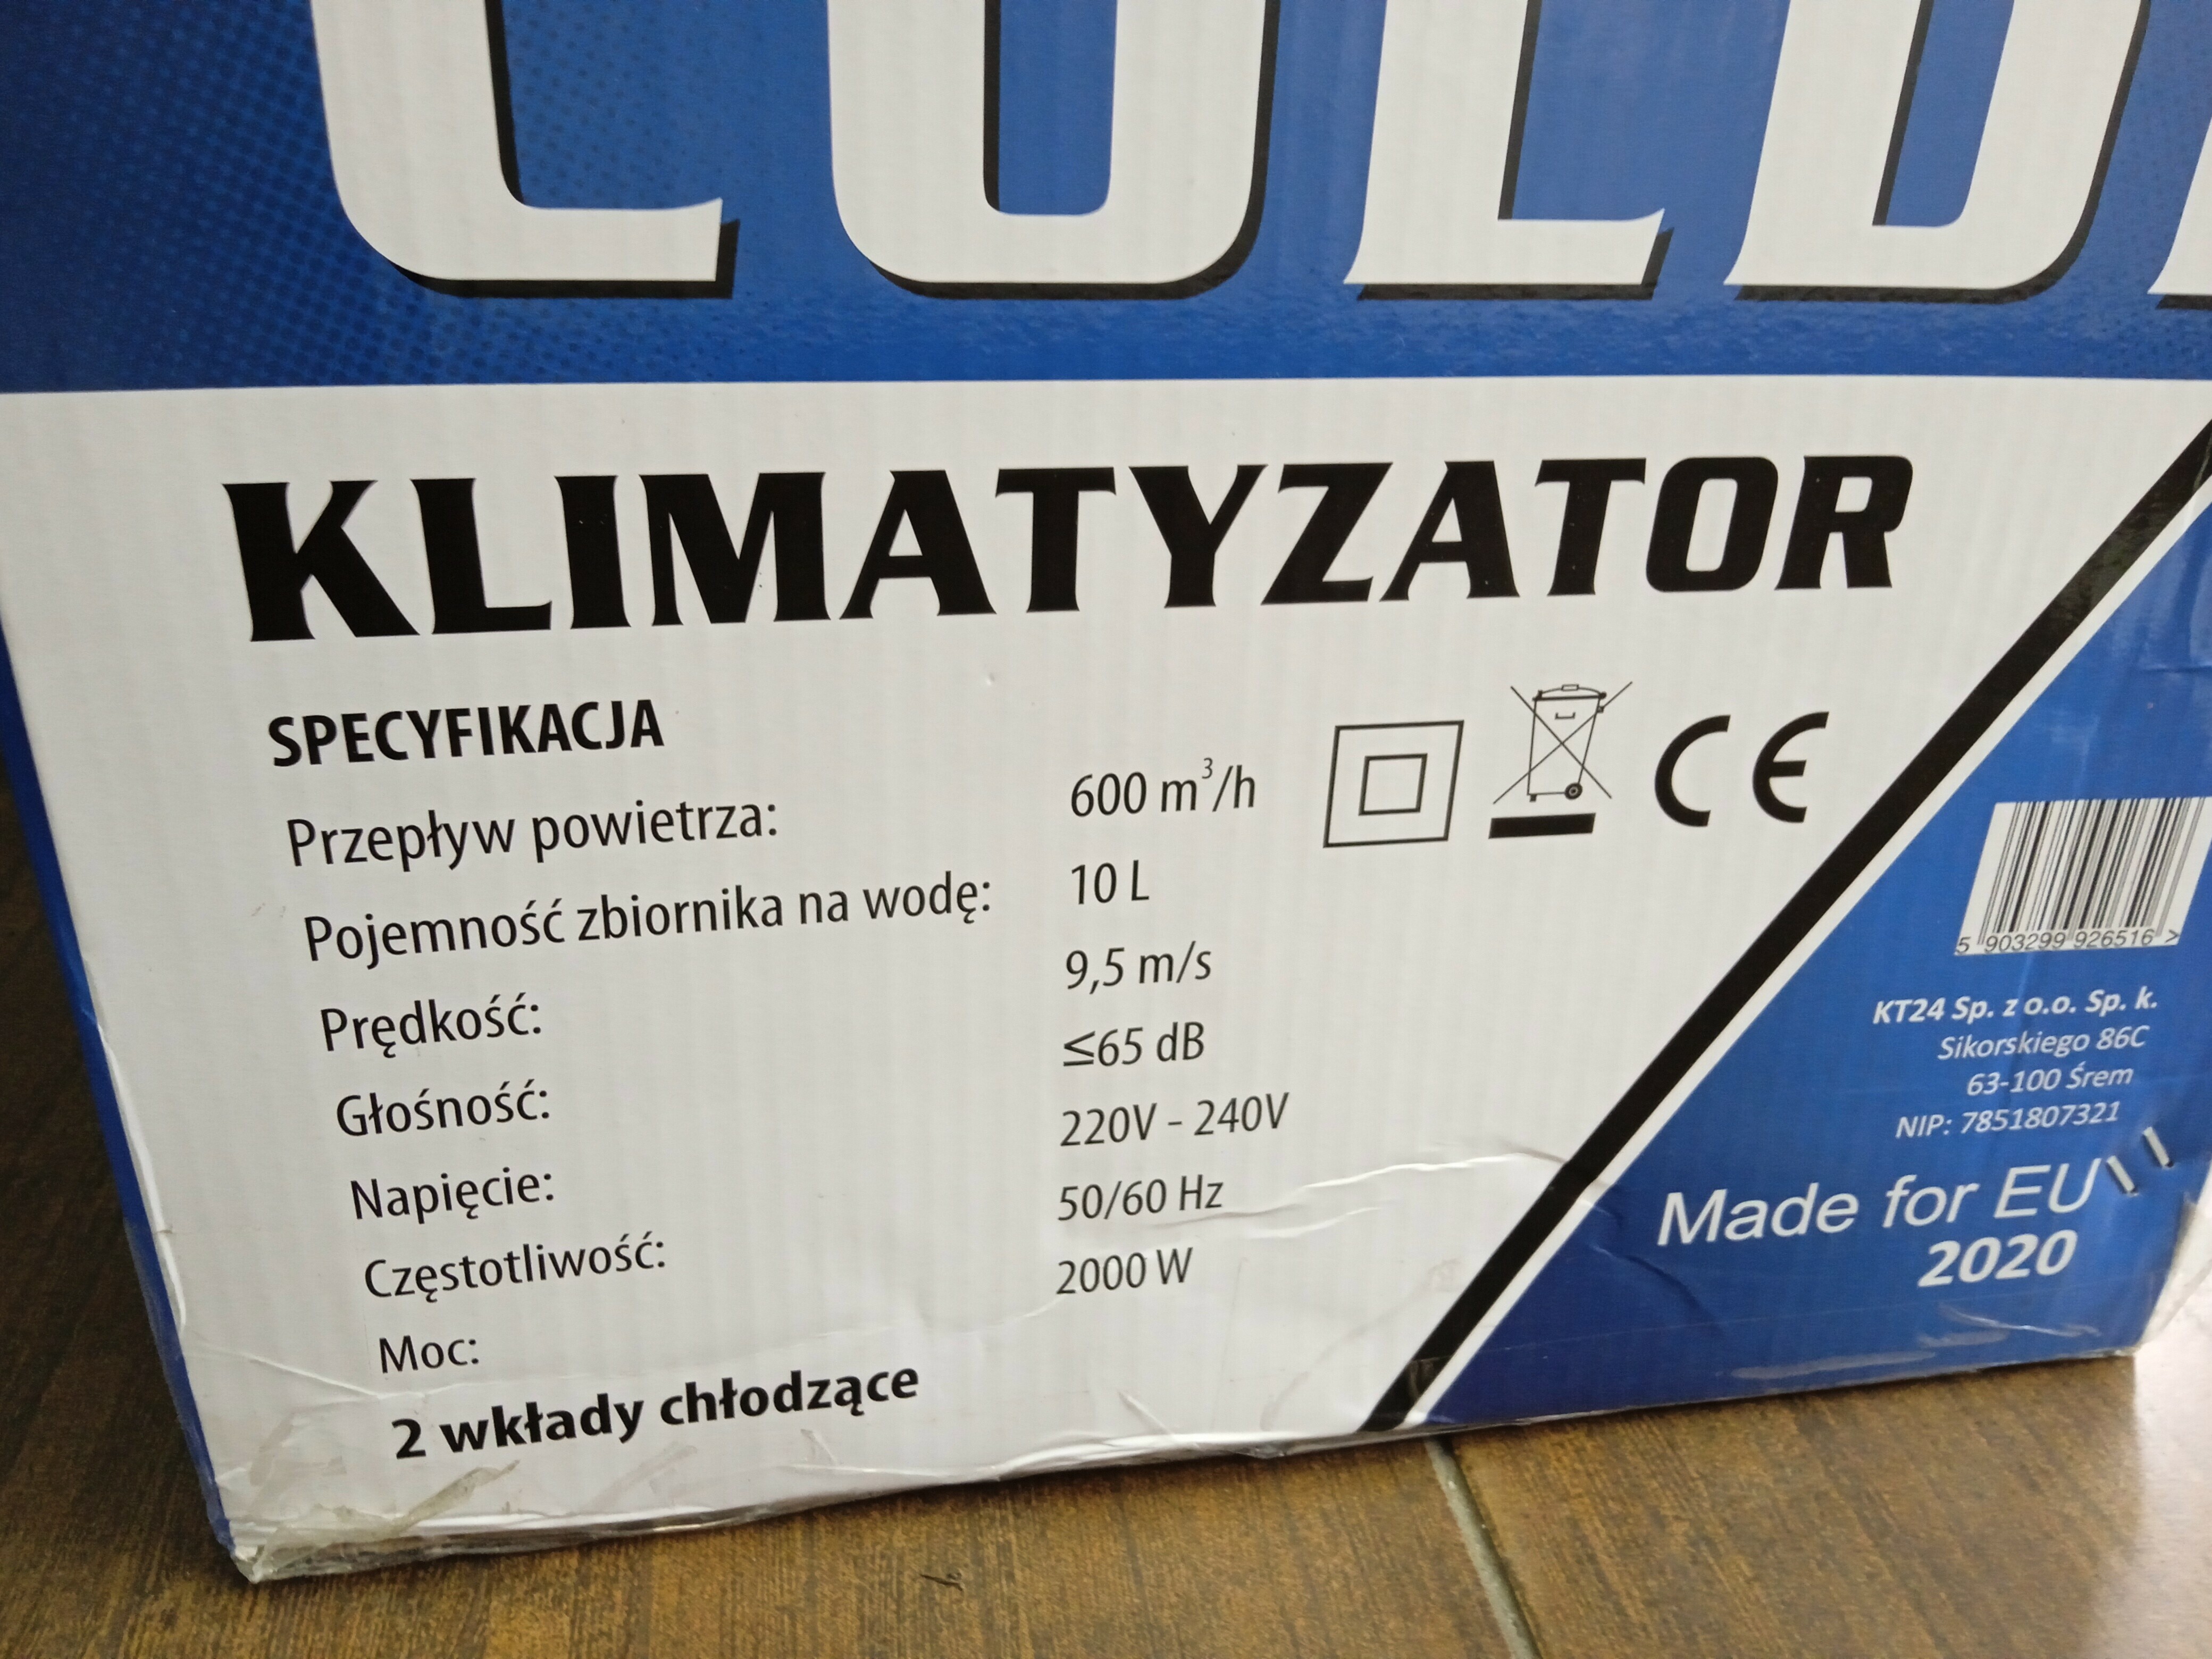 KLIMATYZATOR
SPECYFIKACJA
Przepływ powietrza: 600 m³/h
Pojemność zbiornika na wodę: 10 L
Prędkość: 9,5 m/s
Głośność: ≤65 dB
Napięcie: 220V - 240V
Częstotliwość: 50/60 Hz
Moc: 2000 W
2 wkłady chłodzące
CE
5 903299 926516 >
KT24 Sp. z o.o. Sp. k.
Sikorskiego 86C
63-100 Śrem
NIP: 7851807321
Made for EU
2020